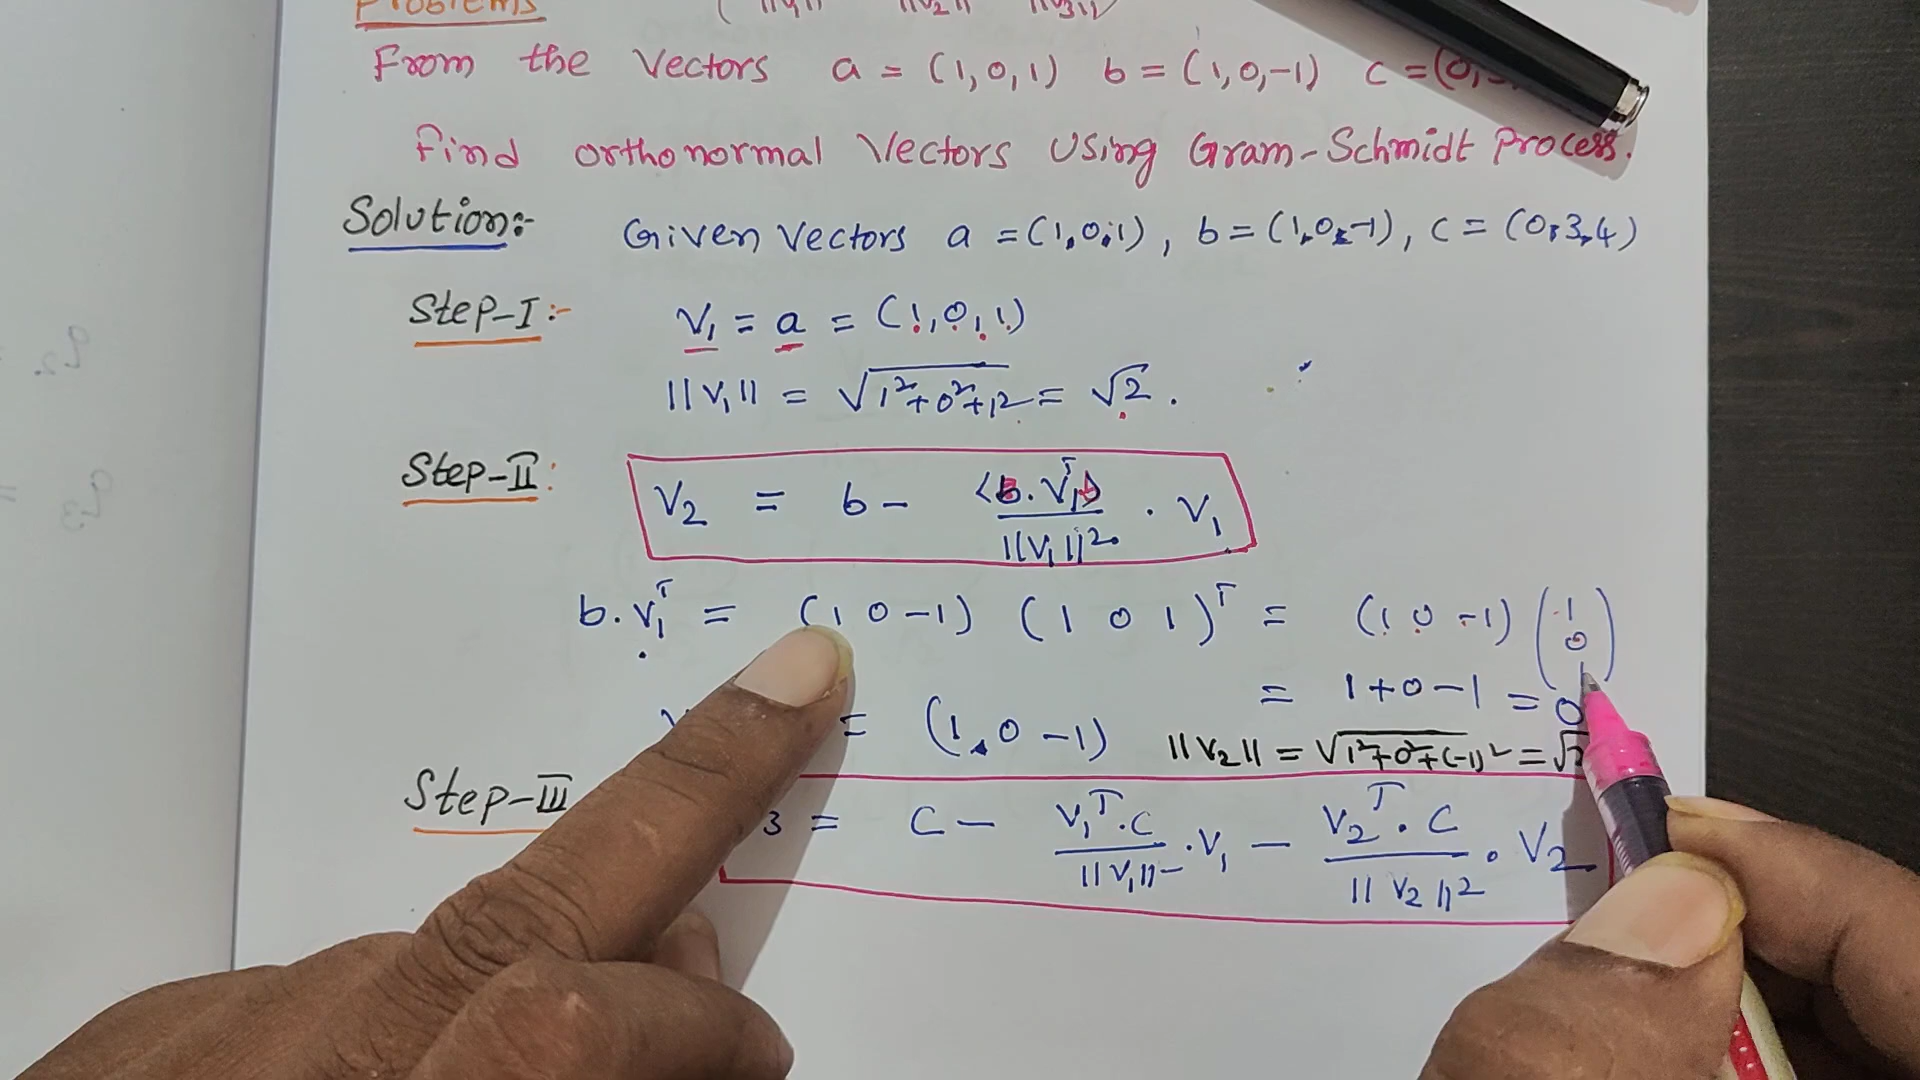 Problems
From the Vectors a = (1, 0, 1) b = (1, 0, -1) c = (0,
Find orthonormal Vectors Using Gram-Schmidt Process.
Solution:- Given Vectors a = (1, 0, 1), b = (1, 0, -1), c = (0, 3, 4)
Step-I:- V₁ = a = (1, 0, 1)
||V₁|| = √1²+0²+1² = √2.
Step-II: V₂ = b - <b.V₁ᵀ>/||V₁||² . V₁
b.V₁ᵀ = (1 0 -1) (1 0 1)ᵀ = (1 0 -1) (1 0 1)
= 1+0-1 = 0
= (1, 0 -1) ||V₂|| = √1²+0²+(-1)² = √2
Step-III 3 = C - V₁ᵀ.C/||V₁|| . V₁ - V₂ᵀ.C/||V₂||² . V₂